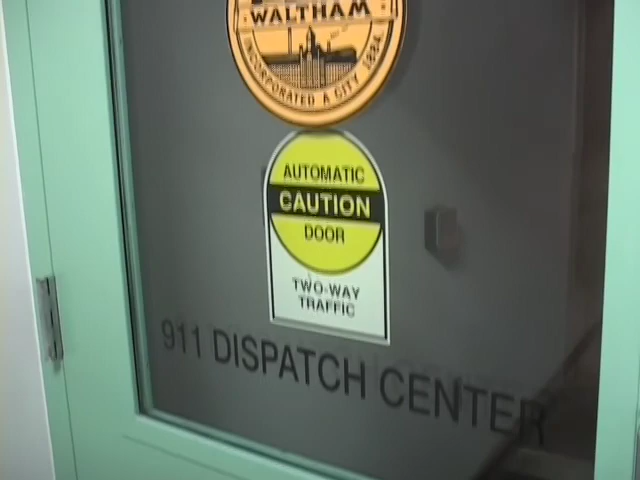 WALTHAM
INCORPORATED A CITY 1884
AUTOMATIC
CAUTION
DOOR
TWO-WAY
TRAFFIC
911 DISPATCH CENTER